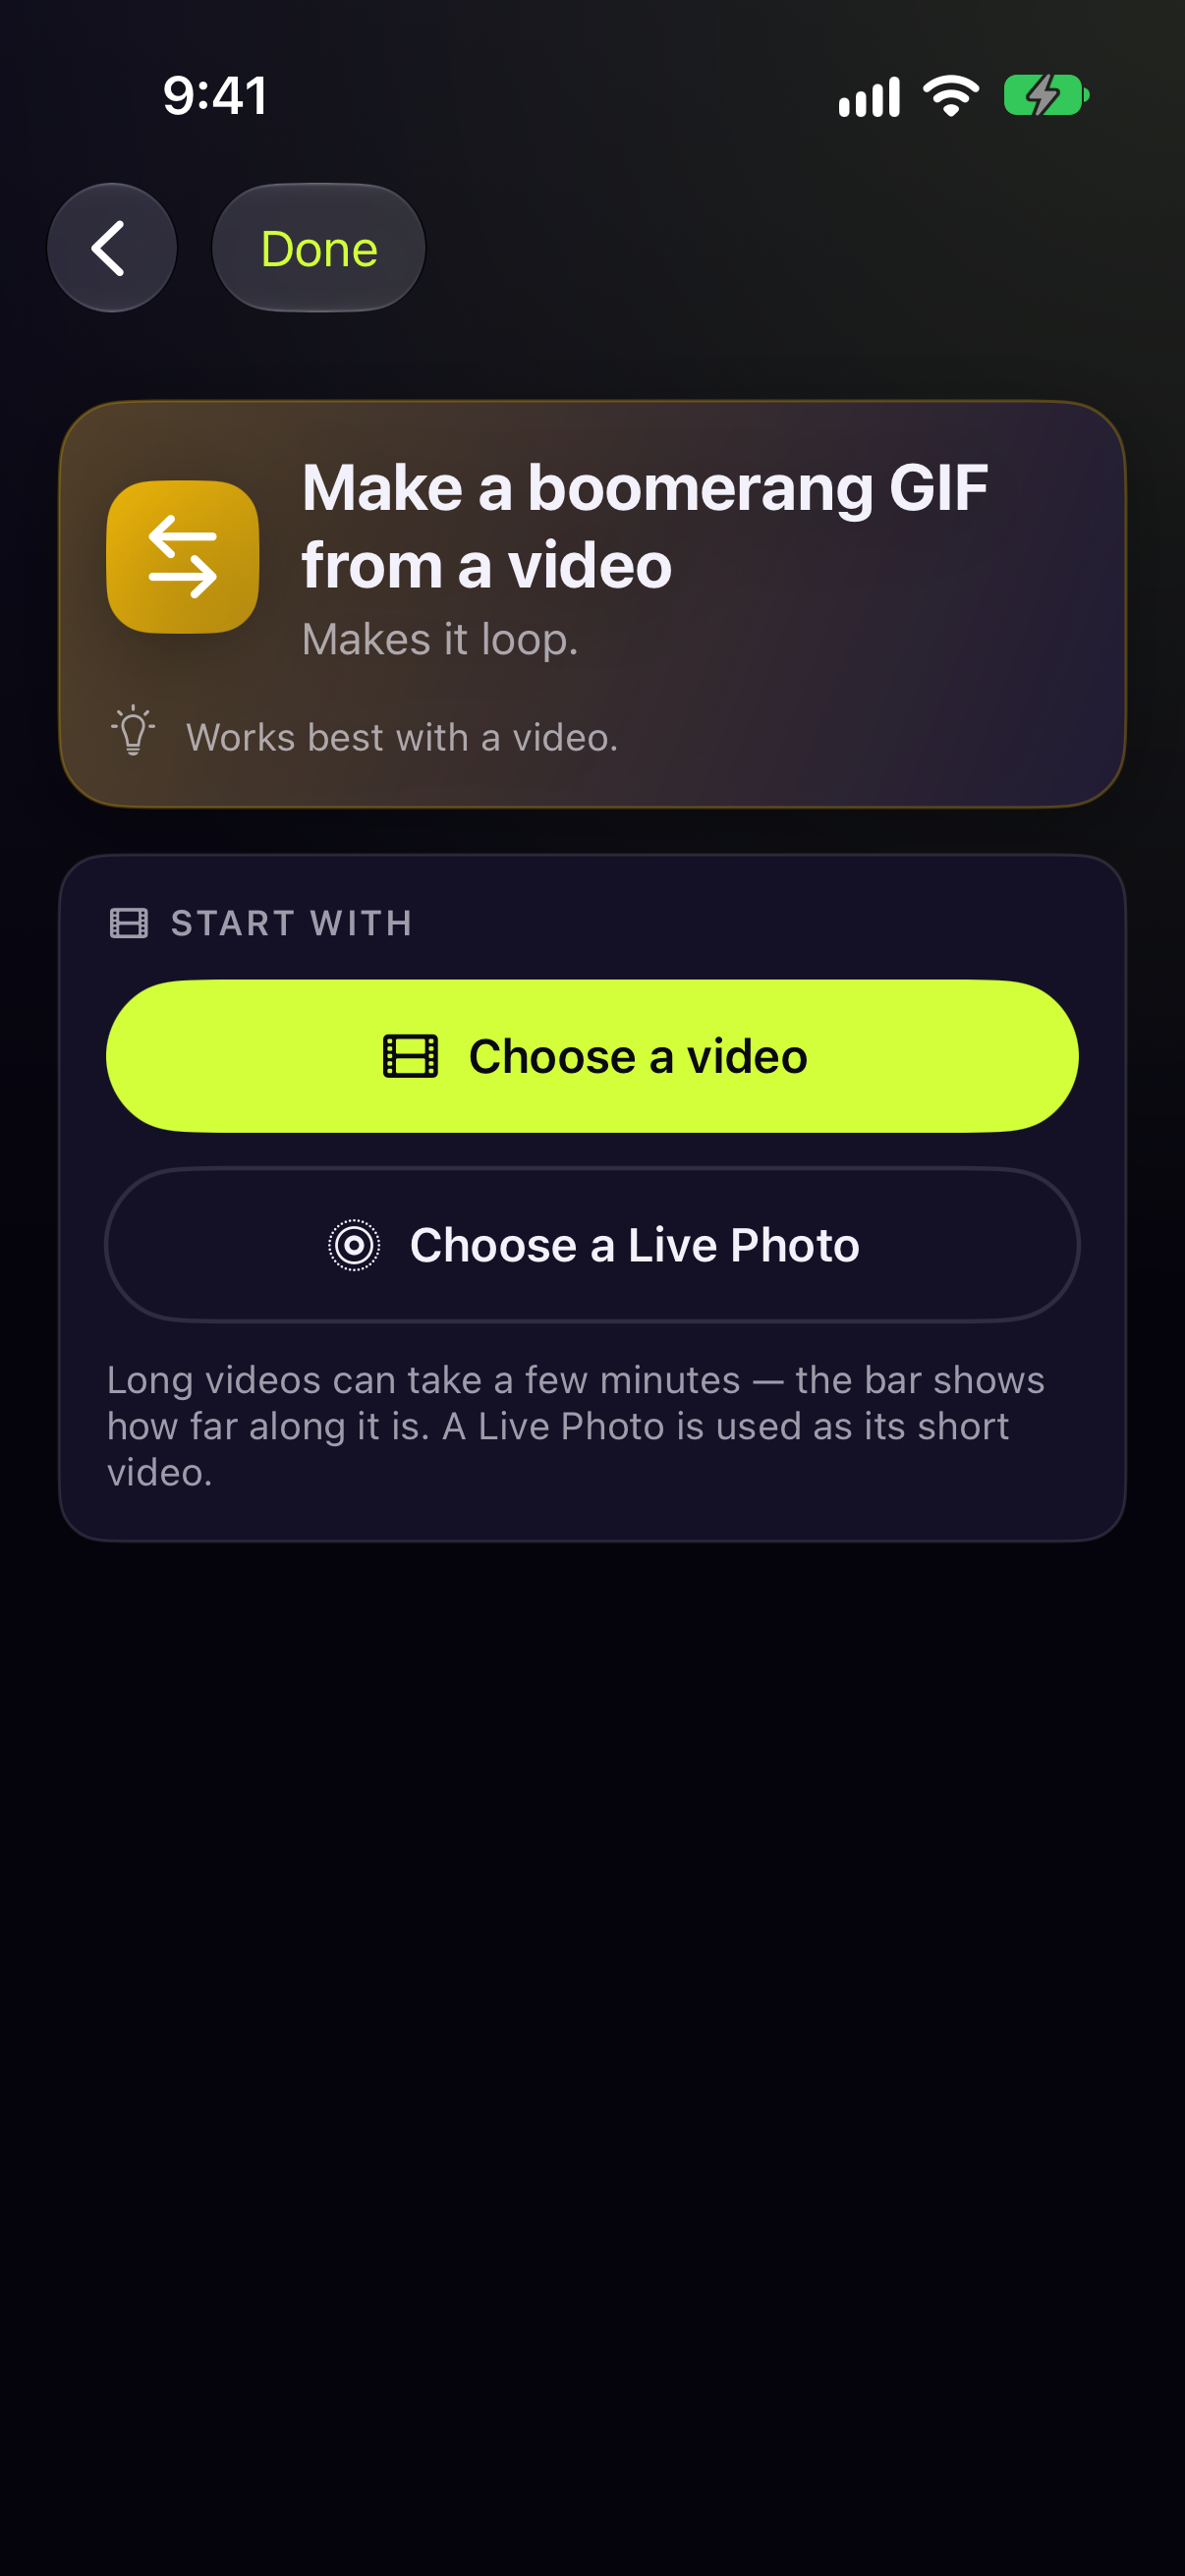 9:41
Done
Make a boomerang GIF
from a video
Makes it loop.
Works best with a video.
START WITH
Choose a video
Choose a Live Photo
Long videos can take a few minutes — the bar shows
how far along it is. A Live Photo is used as its short
video.